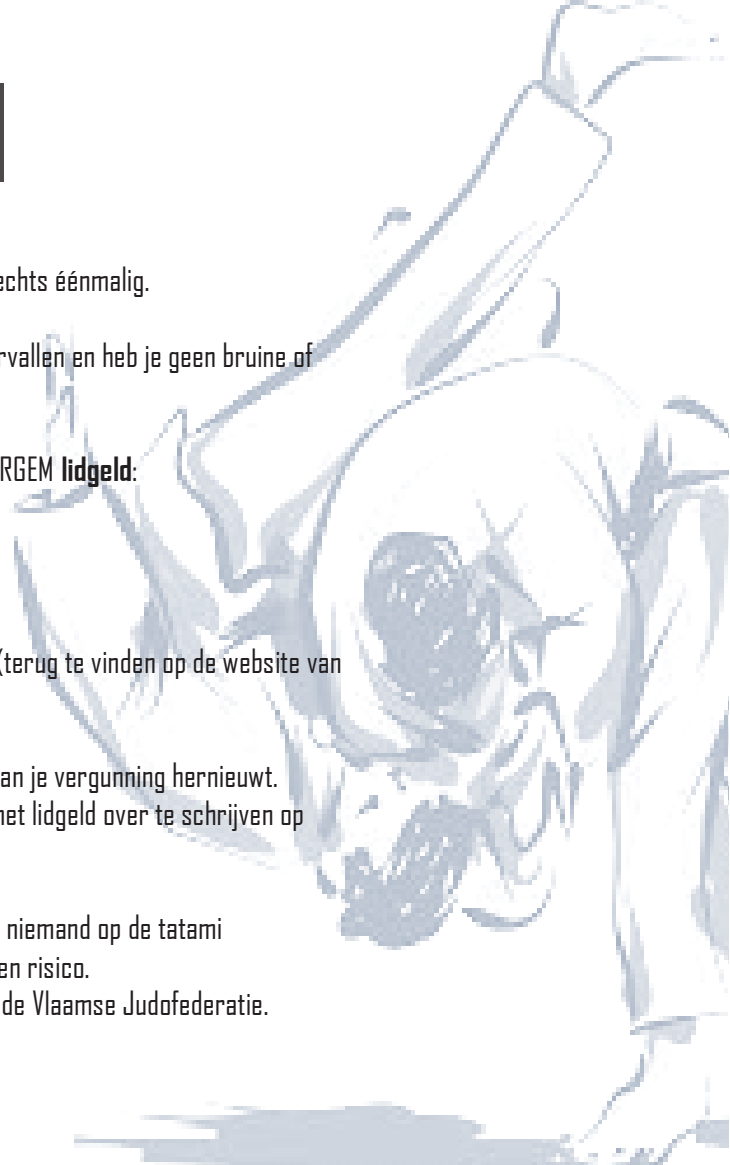 echts éénmalig.
rvallen en heb je geen bruine of
RGEM lidgeld:
(terug te vinden op de website van
an je vergunning hernieuwt.
net lidgeld over te schrijven op
niemand op de tatami
en risico.
de Vlaamse Judofederatie.